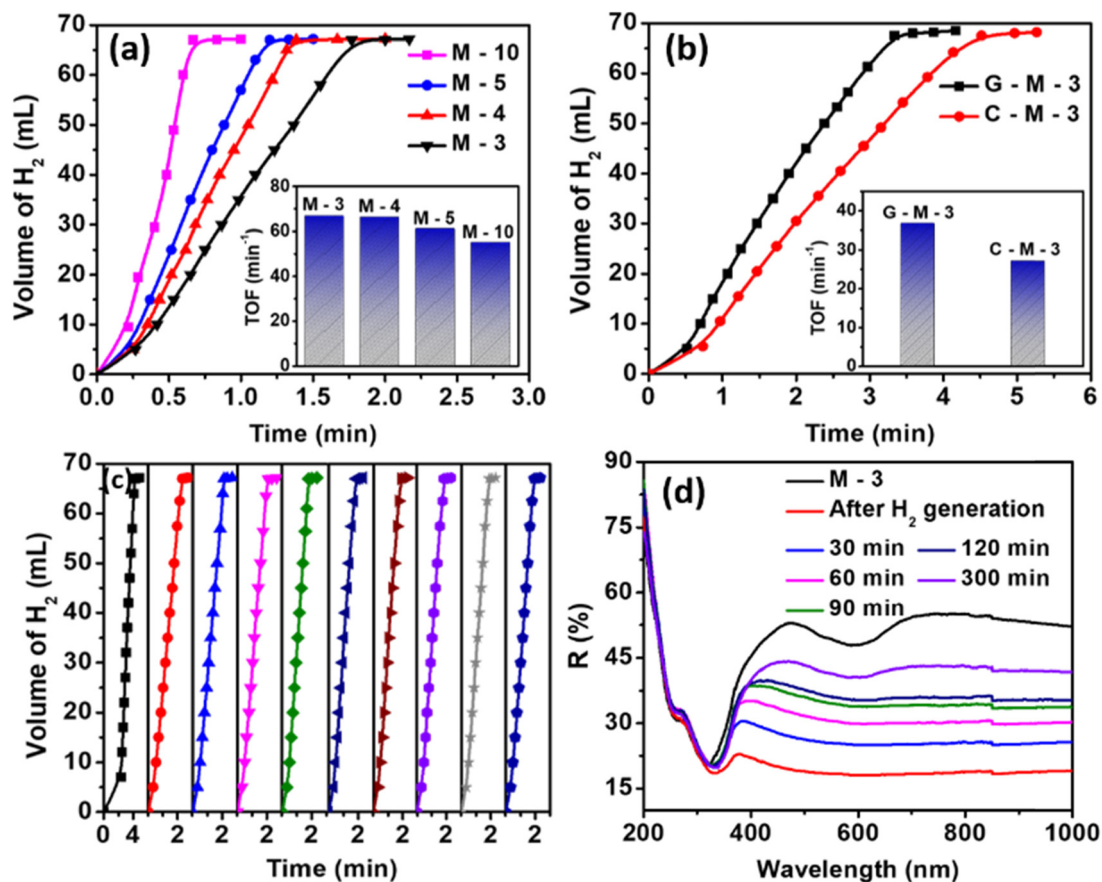 (a)
Volume of H2 (mL)
70
60
50
40
30
20
10
0
M - 10
M - 5
M - 4
M - 3
TOF (min-1)
80
60
40
20
0
M - 3 M - 4 M - 5 M - 10
0.0 0.5 1.0 1.5 2.0 2.5 3.0
Time (min)
(b)
Volume of H2 (mL)
70
60
50
40
30
20
10
0
G - M - 3
C - M - 3
TOF (min-1)
40
30
20
10
0
G - M - 3
C - M - 3
0 1 2 3 4 5 6
Time (min)
(c)
Volume of H2 (mL)
70
60
50
40
30
20
10
0
0 4 2 2 2 2 2 2 2 2 2
Time (min)
(d)
R (%)
90
75
60
45
30
15
M - 3
After H2 generation
30 min 120 min
60 min 300 min
90 min
200 400 600 800 1000
Wavelength (nm)